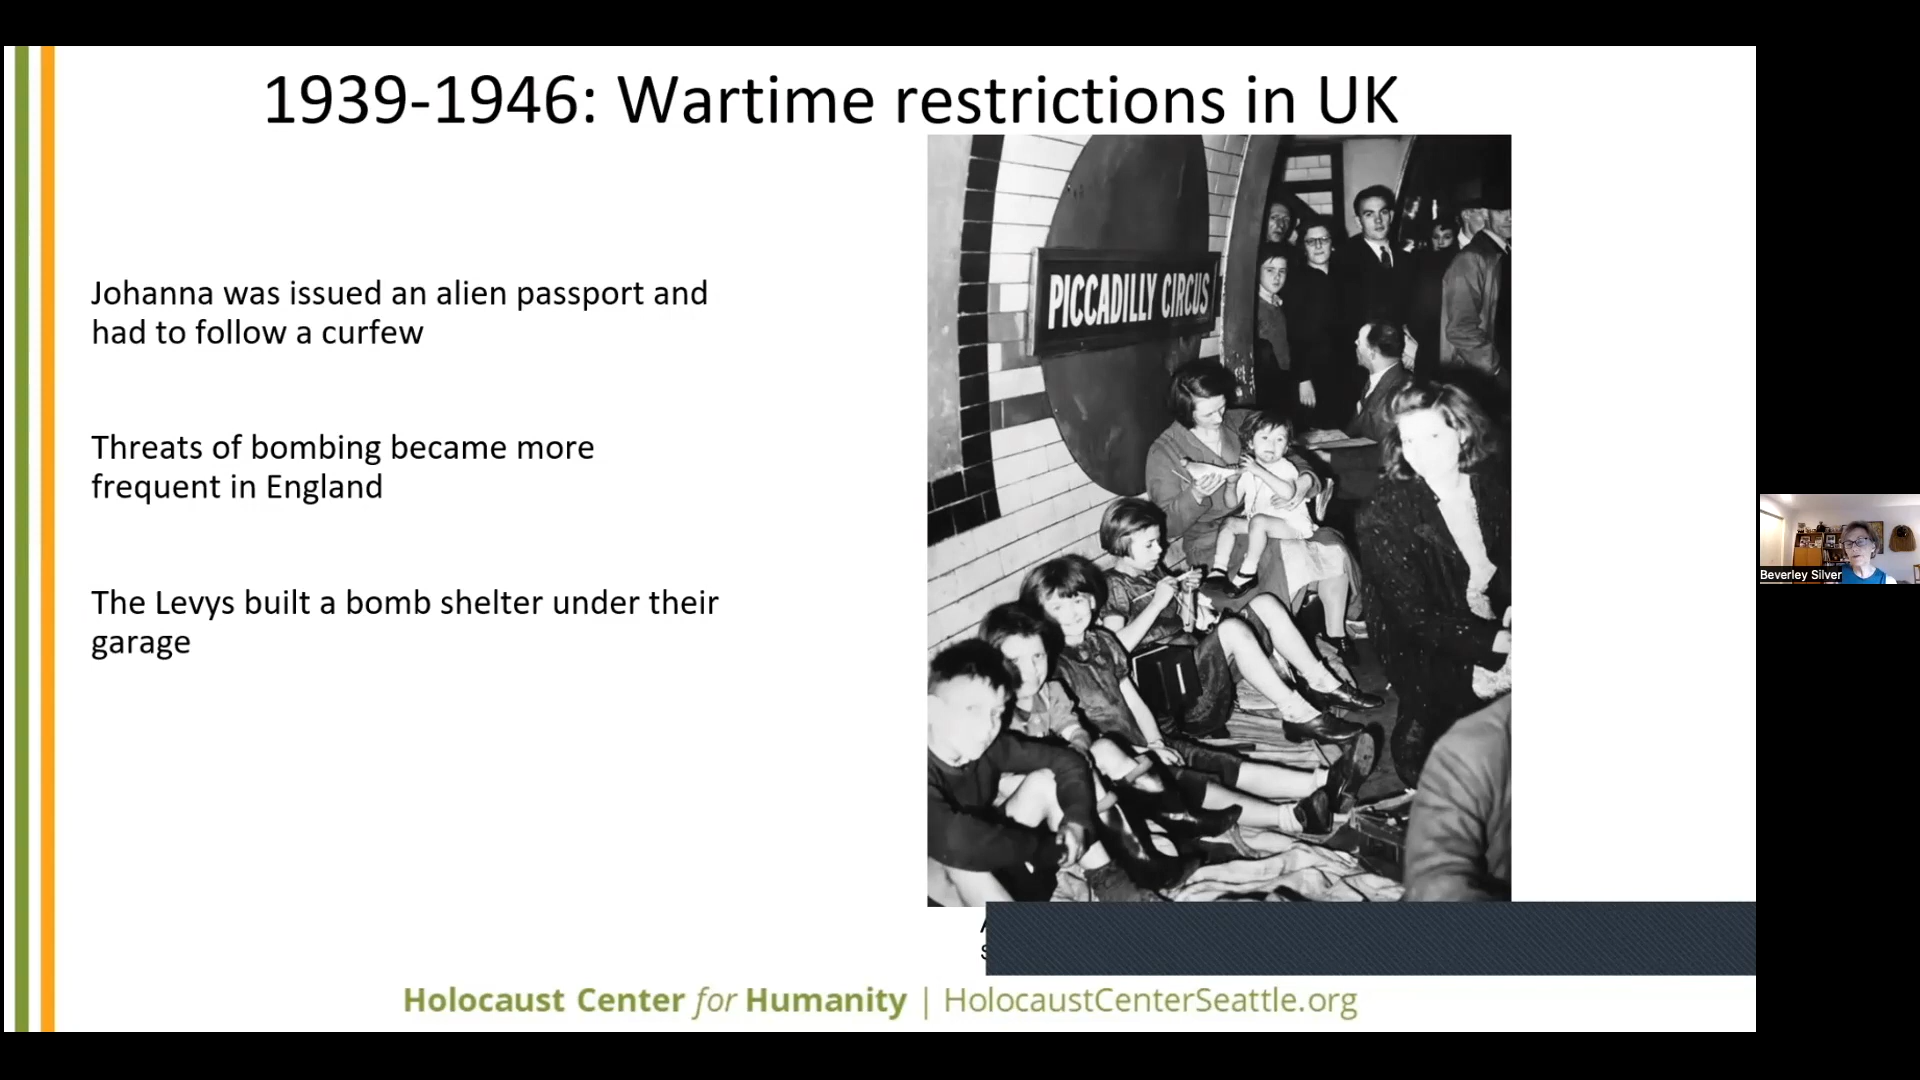 1939-1946: Wartime restrictions in UK
Johanna was issued an alien passport and
had to follow a curfew
Threats of bombing became more
frequent in England
The Levys built a bomb shelter under their
garage
PICCADILLY CIRCUS
Beverley Silver
Holocaust Center for Humanity | HolocaustCenterSeattle.org